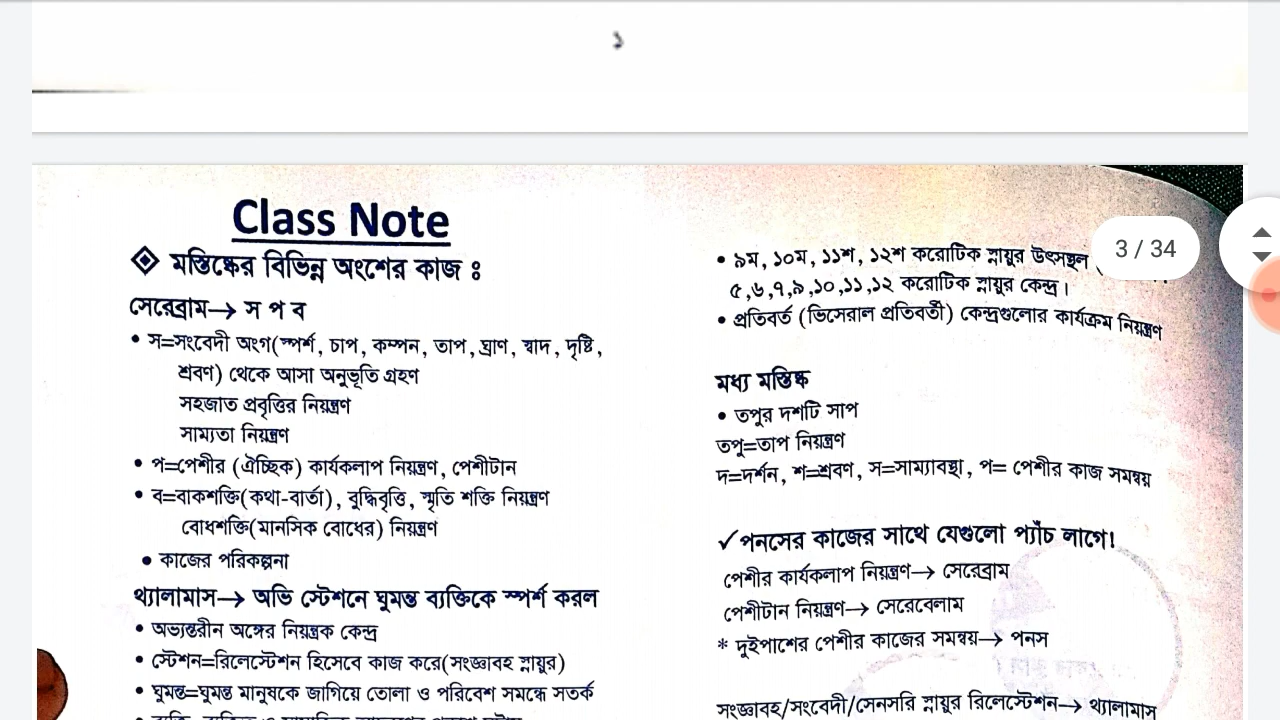 ১
Class Note
মস্তিষ্কের বিভিন্ন অংশের কাজ ঃ
সেরেব্রাম→ স প ব
• স=সংবেদী অংগ(স্পর্শ, চাপ, কম্পন, তাপ, ঘ্রাণ, স্বাদ, দৃষ্টি,
শ্রবণ) থেকে আসা অনুভূতি গ্রহণ
সহজাত প্রবৃত্তির নিয়ন্ত্রণ
সাম্যতা নিয়ন্ত্রণ
• প=পেশীর (ঐচ্ছিক) কার্যকলাপ নিয়ন্ত্রণ, পেশীটান
• ব=বাকশক্তি(কথা-বার্তা), বুদ্ধিবৃত্তি, স্মৃতি শক্তি নিয়ন্ত্রণ
বোধশক্তি(মানসিক বোধের) নিয়ন্ত্রণ
• কাজের পরিকল্পনা
থ্যালামাস→ অভি স্টেশনে ঘুমন্ত ব্যক্তিকে স্পর্শ করল
• অভ্যন্তরীন অঙ্গের নিয়ন্ত্রক কেন্দ্র
• স্টেশন=রিলেস্টেশন হিসেবে কাজ করে(সংজ্ঞাবহ স্নায়ুর)
• ঘুমন্ত=ঘুমন্ত মানুষকে জাগিয়ে তোলা ও পরিবেশ সমন্ধে সতর্ক
• ৯ম, ১০ম, ১১শ, ১২শ করোটিক স্নায়ুর উৎসস্থল
৫,৬,৭,৯,১০,১১,১২ করোটিক স্নায়ুর কেন্দ্র।
• প্রতিবর্ত (ভিসেরাল প্রতিবর্তী) কেন্দ্রগুলোর কার্যক্রম নিয়ন্ত্রণ
মধ্য মস্তিষ্ক
• তপুর দশটি সাপ
তপু=তাপ নিয়ন্ত্রণ
দ=দর্শন, শ=শ্রবণ, স=সাম্যাবস্থা, প= পেশীর কাজ সমন্বয়
✓পনসের কাজের সাথে যেগুলো প্যাঁচ লাগে!
পেশীর কার্যকলাপ নিয়ন্ত্রণ→ সেরেব্রাম
পেশীটান নিয়ন্ত্রণ→ সেরেবেলাম
* দুইপাশের পেশীর কাজের সমন্বয়→ পনস
সংজ্ঞাবহ/সংবেদী/সেনসরি স্নায়ুর রিলেস্টেশন→ থ্যালামাস
3 / 34